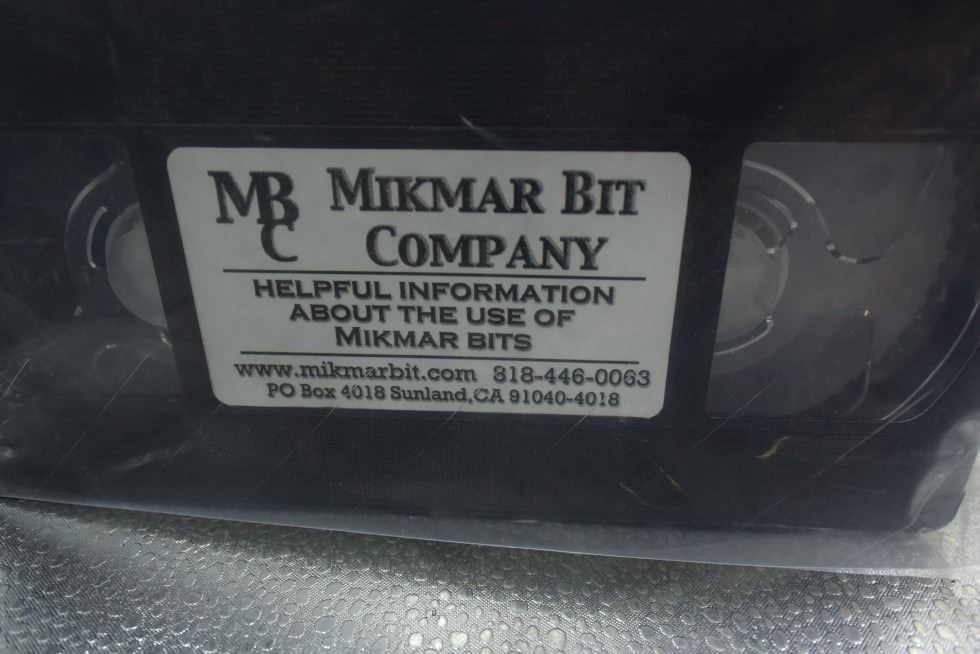 MBC MIKMAR BIT
COMPANY
HELPFUL INFORMATION
ABOUT THE USE OF
MIKMAR BITS
www.mikmarbit.com 818-446-0063
PO Box 4018 Sunland,CA 91040-4018